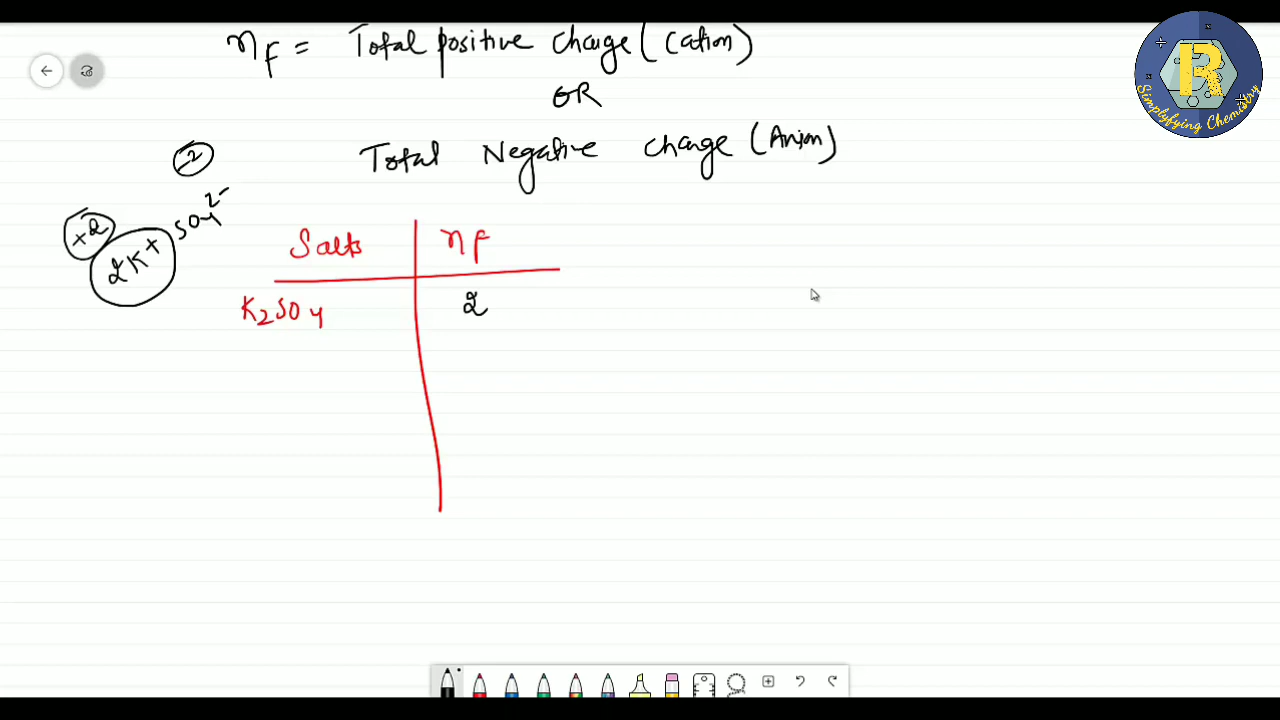 nF = Total positive charge (Cation)
OR
Total Negative charge (Anion)
-2
+2
2K+ SO4 2-
Salts nF
K2SO4 2
R
Simplyfying Chemistry